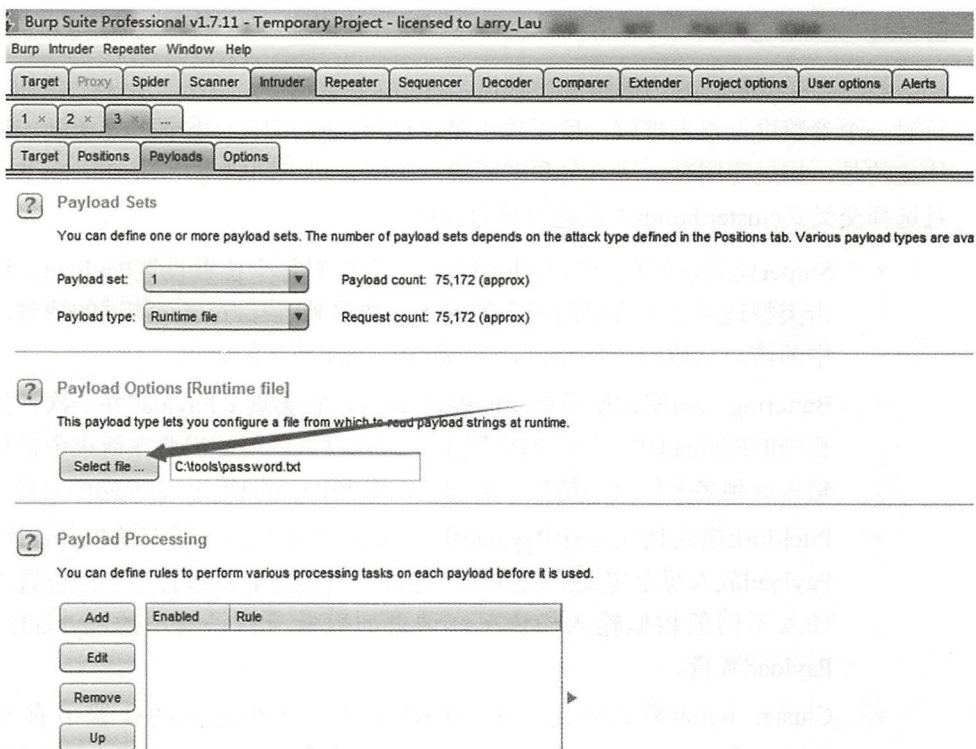 Burp Suite Professional v1.7.11 - Temporary Project - licensed to Larry_Lau
Burp Intruder Repeater Window Help
Target Proxy Spider Scanner Intruder Repeater Sequencer Decoder Comparer Extender Project options User options Alerts
1 × 2 × 3 × ...
Target Positions Payloads Options
? Payload Sets
You can define one or more payload sets. The number of payload sets depends on the attack type defined in the Positions tab. Various payload types are ava
Payload set: 1 Payload count: 75,172 (approx)
Payload type: Runtime file Request count: 75,172 (approx)
? Payload Options [Runtime file]
This payload type lets you configure a file from which to read payload strings at runtime.
Select file ... C:\tools\password.txt
? Payload Processing
You can define rules to perform various processing tasks on each payload before it is used.
Add Enabled Rule
Edit
Remove
Up